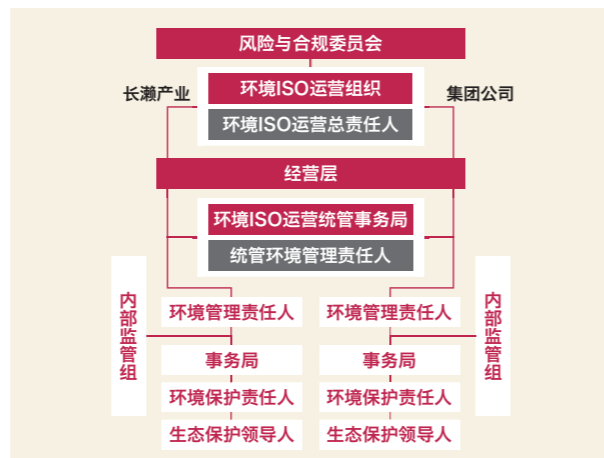 风险与合规委员会
长濑产业
环境ISO运营组织
集团公司
环境ISO运营总责任人
经营层
环境ISO运营统管事务局
统管环境管理责任人
内部监管组
环境管理责任人
环境管理责任人
内部监管组
事务局
事务局
环境保护责任人
环境保护责任人
生态保护领导人
生态保护领导人